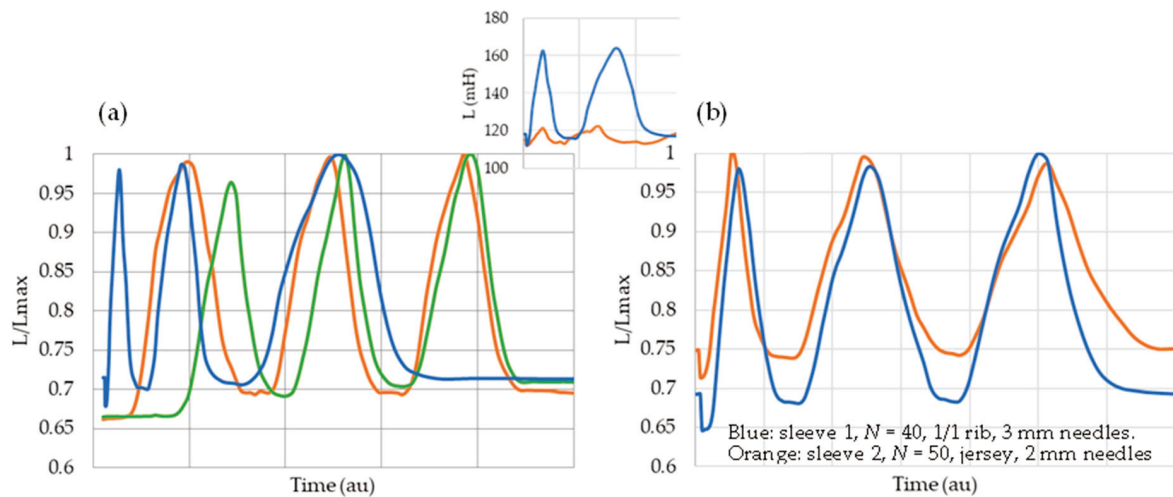 180
160
140
120
100
L (mH)
(a)
(b)
1
0.95
0.9
0.85
0.8
0.75
0.7
0.65
0.6
L/Lmax
Time (au)
1
0.95
0.9
0.85
0.8
0.75
0.7
0.65
0.6
L/Lmax
Blue: sleeve 1, N = 40, 1/1 rib, 3 mm needles.
Orange: sleeve 2, N = 50, jersey, 2 mm needles
Time (au)